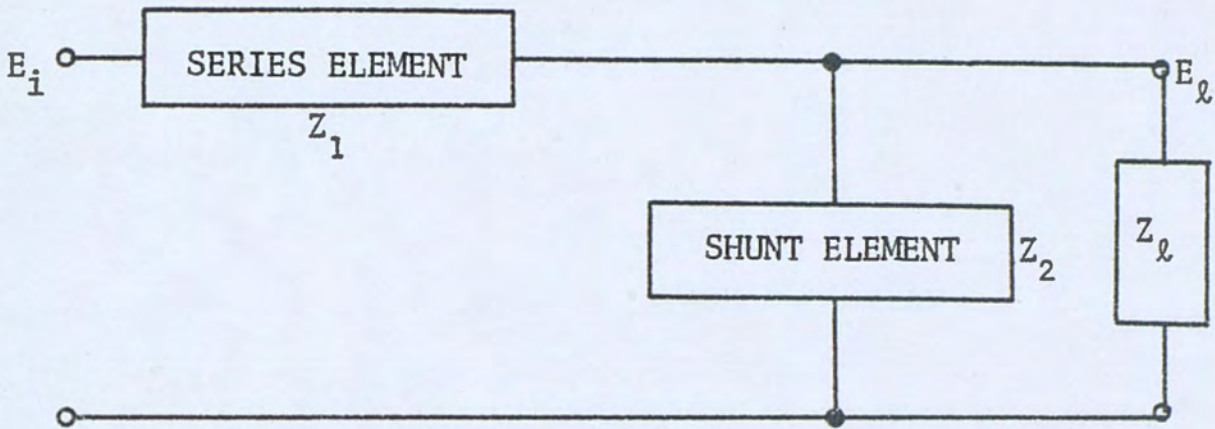 E_i
SERIES ELEMENT
Z_1
E_ℓ
SHUNT ELEMENT
Z_2
Z_ℓ